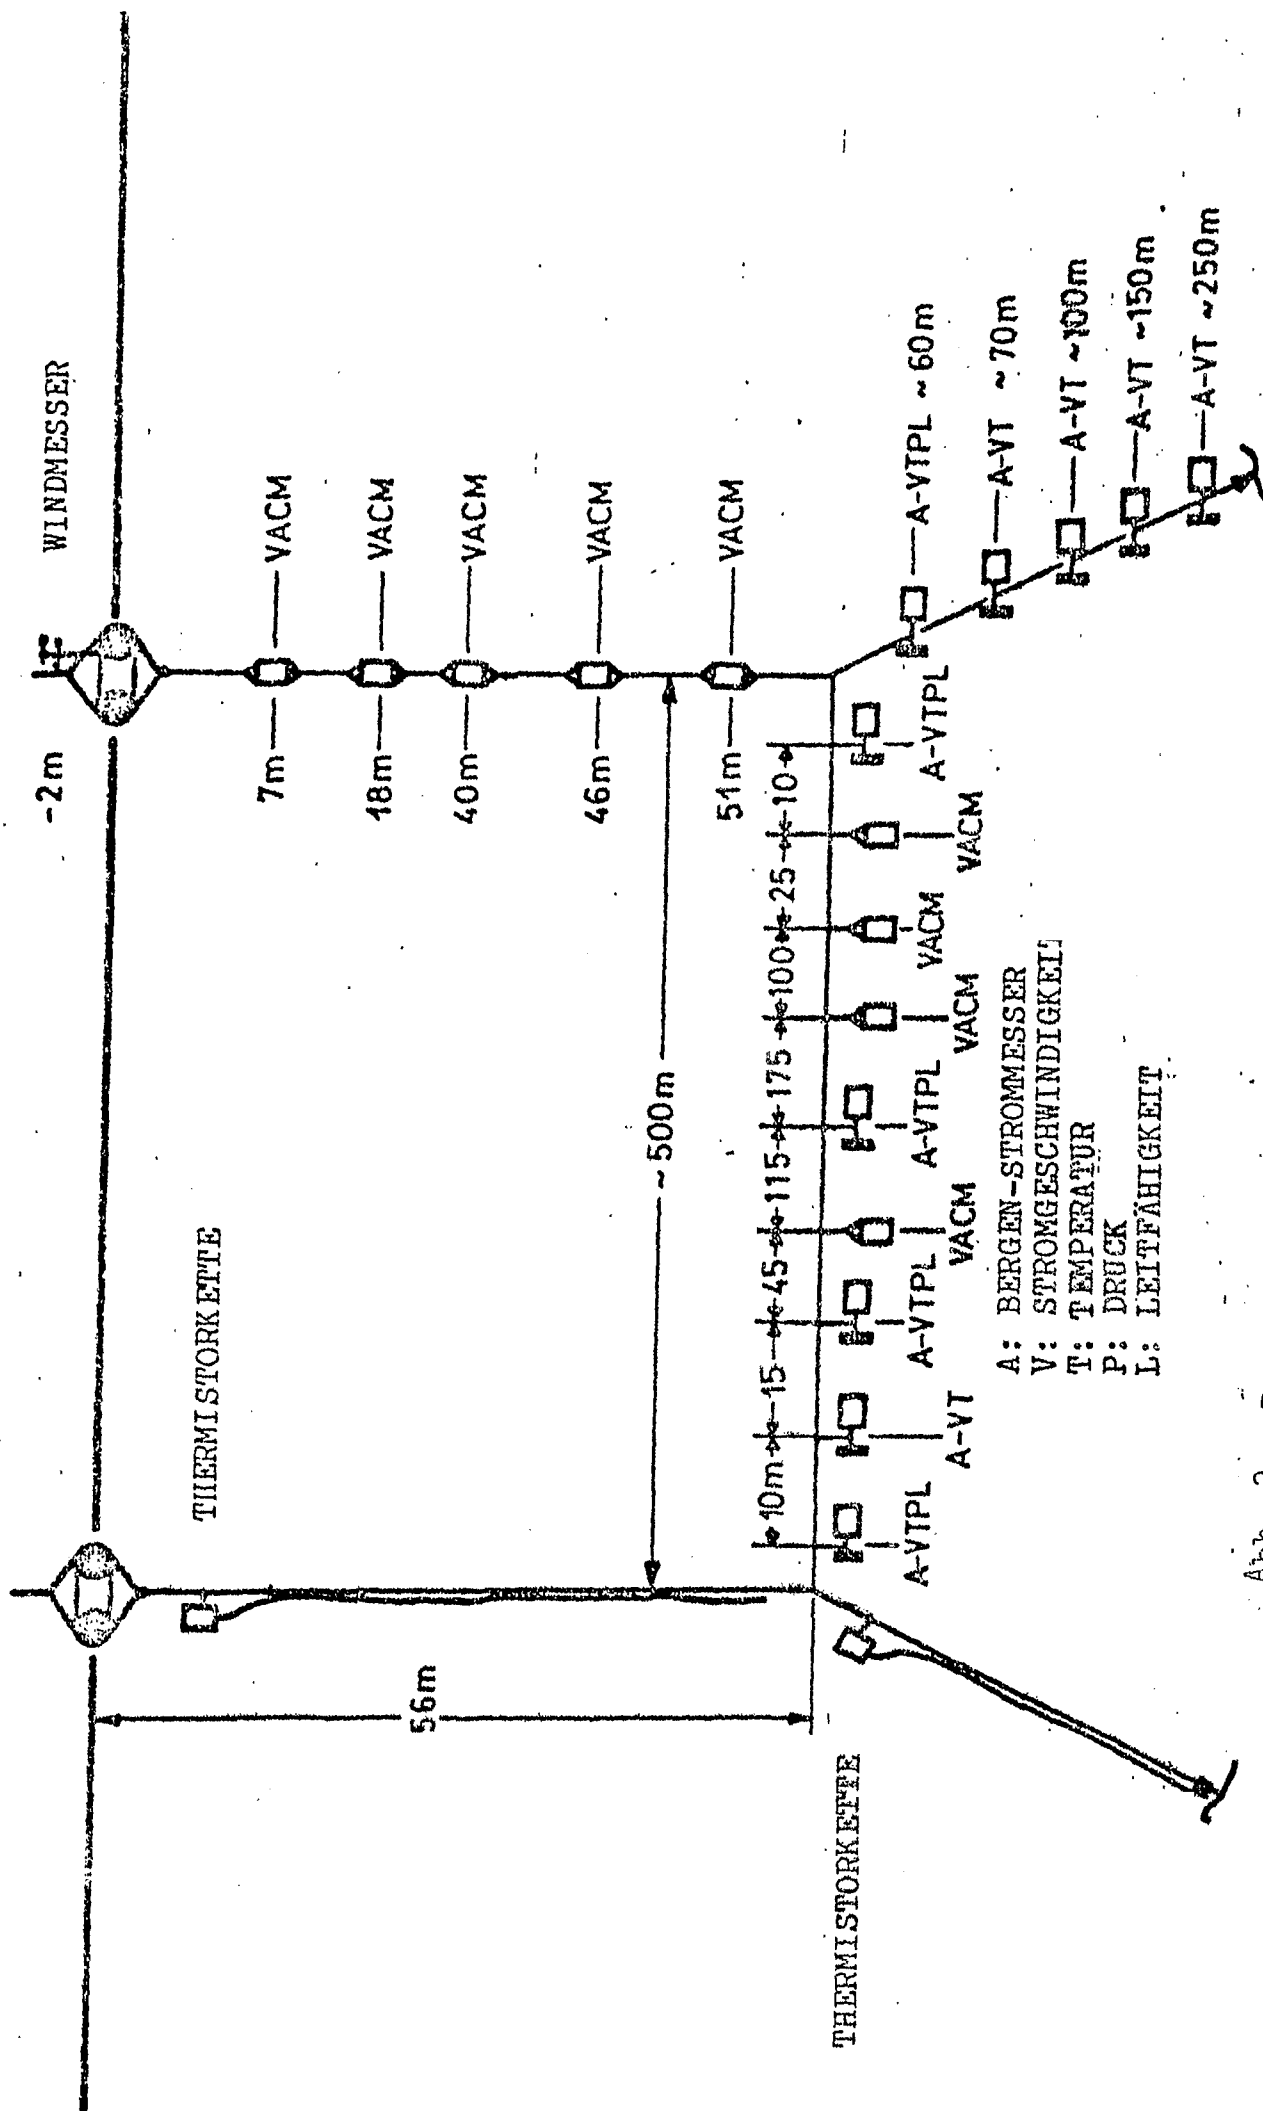 -2m
WINDMESSER
THERMISTORKETTE
7m
VACM
18m
VACM
40m
VACM
46m
VACM
51m
VACM
~500m
56m
10m
15
45
115
175
100
25
10
A-VTPL
A-VT
A-VTPL
VACM
A-VTPL
VACM
VACM
VACM
A-VTPL
A-VTPL ~60m
A-VT ~70m
A-VT ~100m
A-VT ~150m
A-VT ~250m
THERMISTORKETTE
A: BERGEN-STROMMESSER
V: STROMGESCHWINDIGKEIT
T: TEMPERATUR
P: DRUCK
L: LEITFÄHIGKEIT